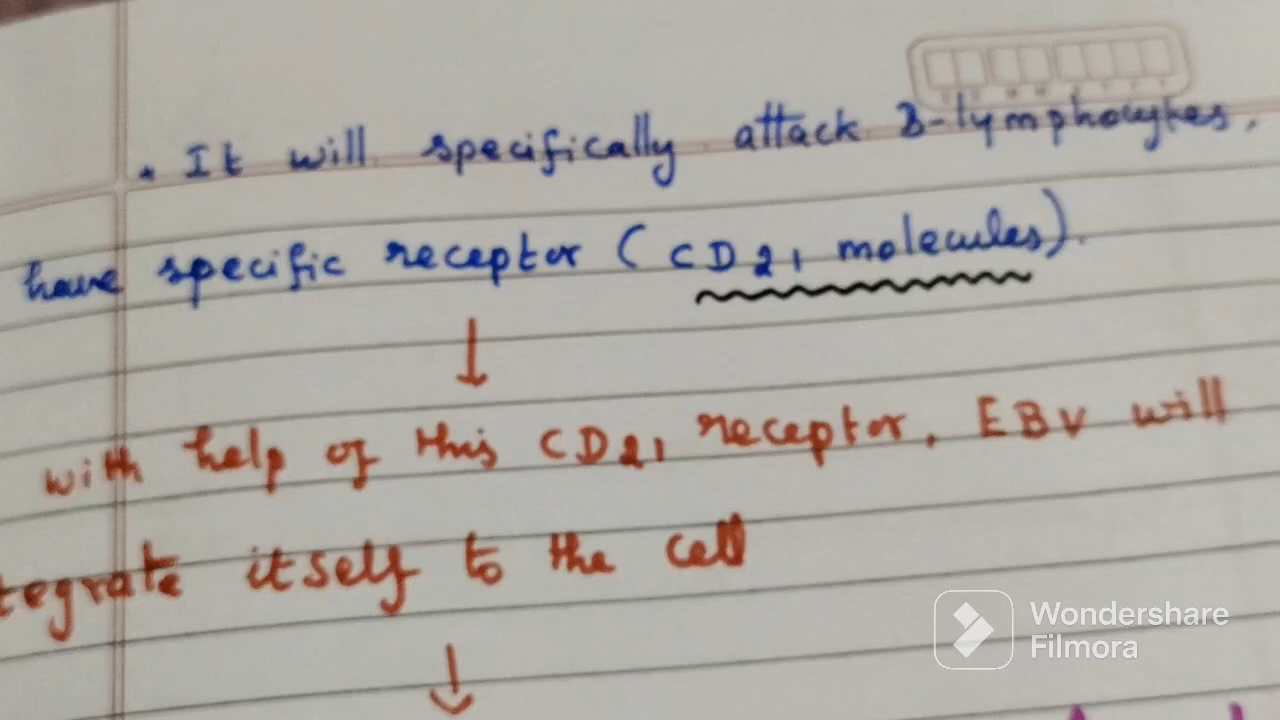 . It will specifically attack B-lymphocytes,
have specific receptor (CD21 molecules).
↓
with help of this CD21 receptor, EBV will
tegrate itself to the cell
↓
Wondershare
Filmora